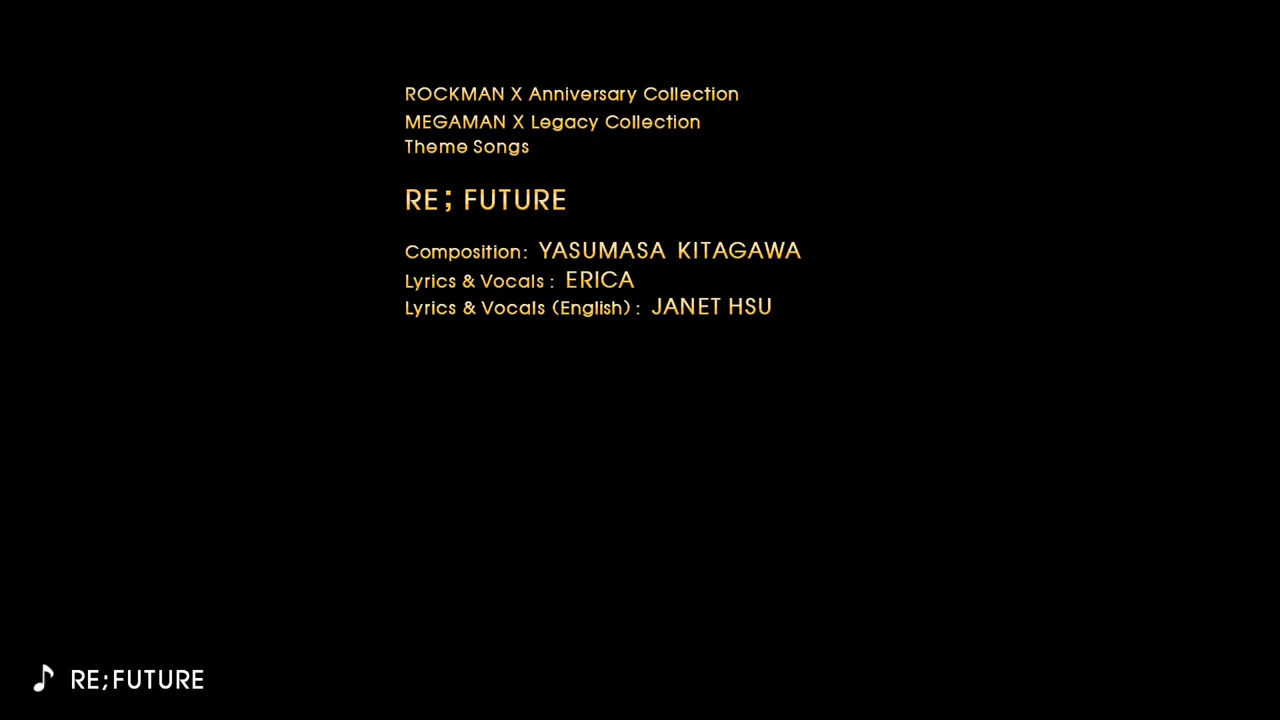 ROCKMAN X Anniversary Collection
MEGAMAN X Legacy Collection
Theme Songs
RE; FUTURE
Composition: YASUMASA KITAGAWA
Lyrics & Vocals : ERICA
Lyrics & Vocals (English) : JANET HSU
♪ RE;FUTURE